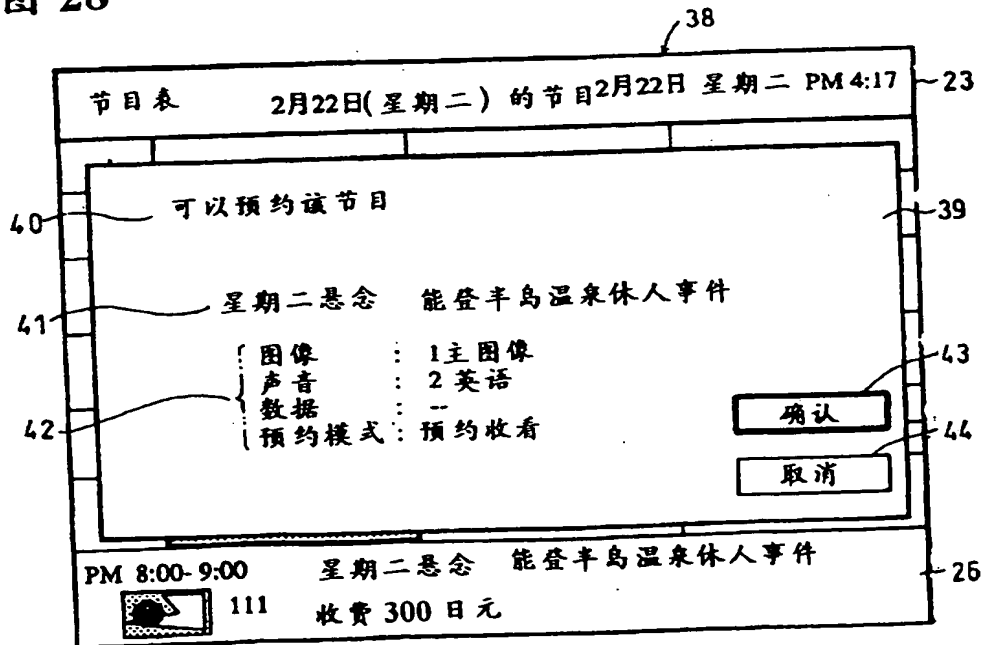 图 28
38
节目表 2月22日(星期二)的节目2月22日 星期二 PM 4:17 23
40 可以预约该节目 39
41 星期二悬念 能登半岛温泉休人事件
图像 : 1主图像
声音 : 2 英语
数据 : --
42 预约模式 : 预约收看
43 确认
44 取消
PM 8:00-9:00 星期二悬念 能登半岛温泉休人事件 26
111 收费 300 日元